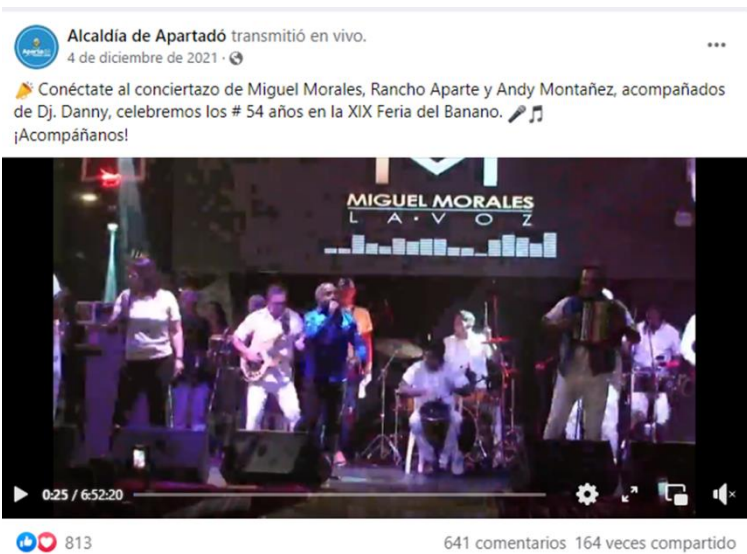 Alcaldía de Apartadó transmitió en vivo.
4 de diciembre de 2021
Conéctate al conciertazo de Miguel Morales, Rancho Aparte y Andy Montañez, acompañados
de Dj. Danny, celebremos los # 54 años en la XIX Feria del Banano.
¡Acompáñanos!
MIGUEL MORALES
LA·VOZ
0:25 / 6:52:20
813
641 comentarios 164 veces compartido